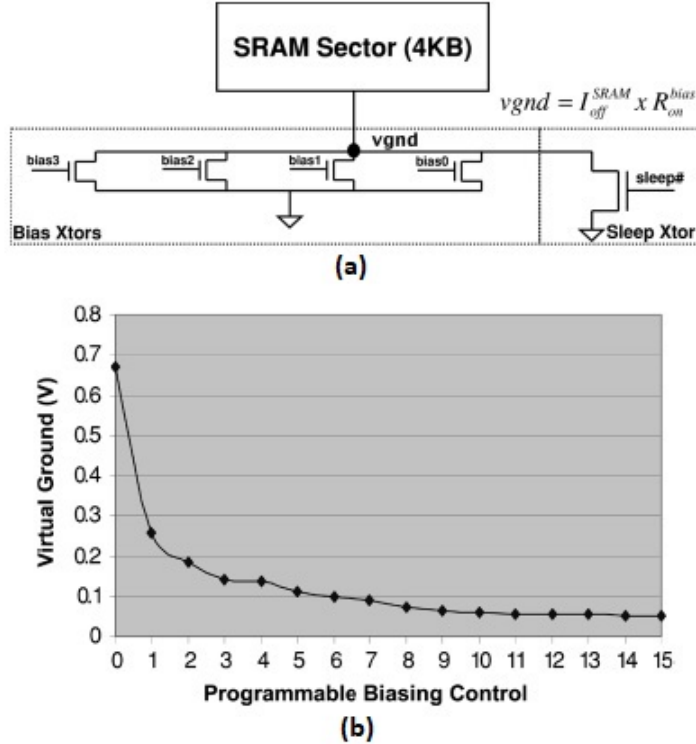 SRAM Sector (4KB)
vgnd = I_off^SRAM x R_on^bias
vgnd
bias3
bias2
bias1
bias0
sleep#
Bias Xtors
Sleep Xtor
(a)
0.8
0.7
0.6
0.5
0.4
0.3
0.2
0.1
0
Virtual Ground (V)
0 1 2 3 4 5 6 7 8 9 10 11 12 13 14 15
Programmable Biasing Control
(b)